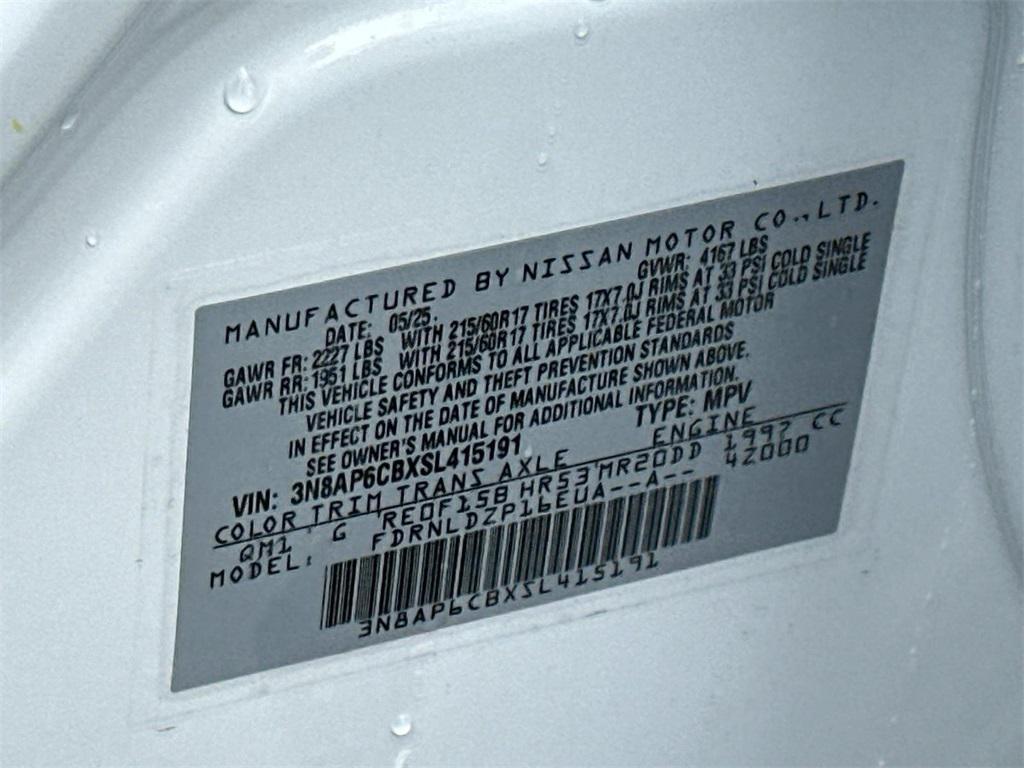 MANUFACTURED BY NISSAN MOTOR CO.,LTD.
DATE: 05/25. GVWR: 4167 LBS
GAWR FR: 2227 LBS WITH 215/60R17 TIRES 17X7.0J RIMS AT 33 PSI COLD SINGLE
GAWR RR: 1951 LBS WITH 215/60R17 TIRES 17X7.0J RIMS AT 33 PSI COLD SINGLE
THIS VEHICLE CONFORMS TO ALL APPLICABLE FEDERAL MOTOR
VEHICLE SAFETY AND THEFT PREVENTION STANDARDS
IN EFFECT ON THE DATE OF MANUFACTURE SHOWN ABOVE.
SEE OWNER'S MANUAL FOR ADDITIONAL INFORMATION.
VIN: 3N8AP6CBXSL415191 TYPE: MPV
COLOR TRIM TRANS AXLE ENGINE
QM1 G RE0F15B HR53 MR20DD 1997 CC
MODEL: FDRNLDZP16EUA--A-- 42000
3N8AP6CBXSL415191